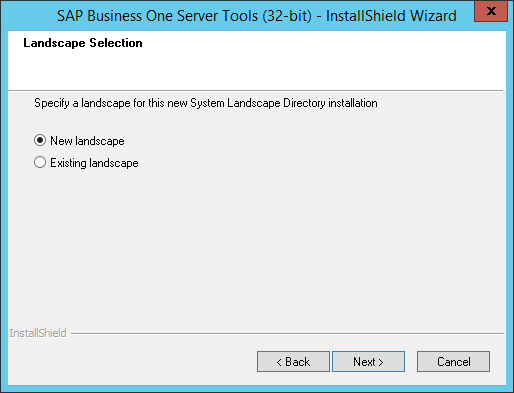 SAP Business One Server Tools (32-bit) - InstallShield Wizard
X
Landscape Selection
Specify a landscape for this new System Landscape Directory installation
New landscape
Existing landscape
InstallShield
< Back
Next >
Cancel